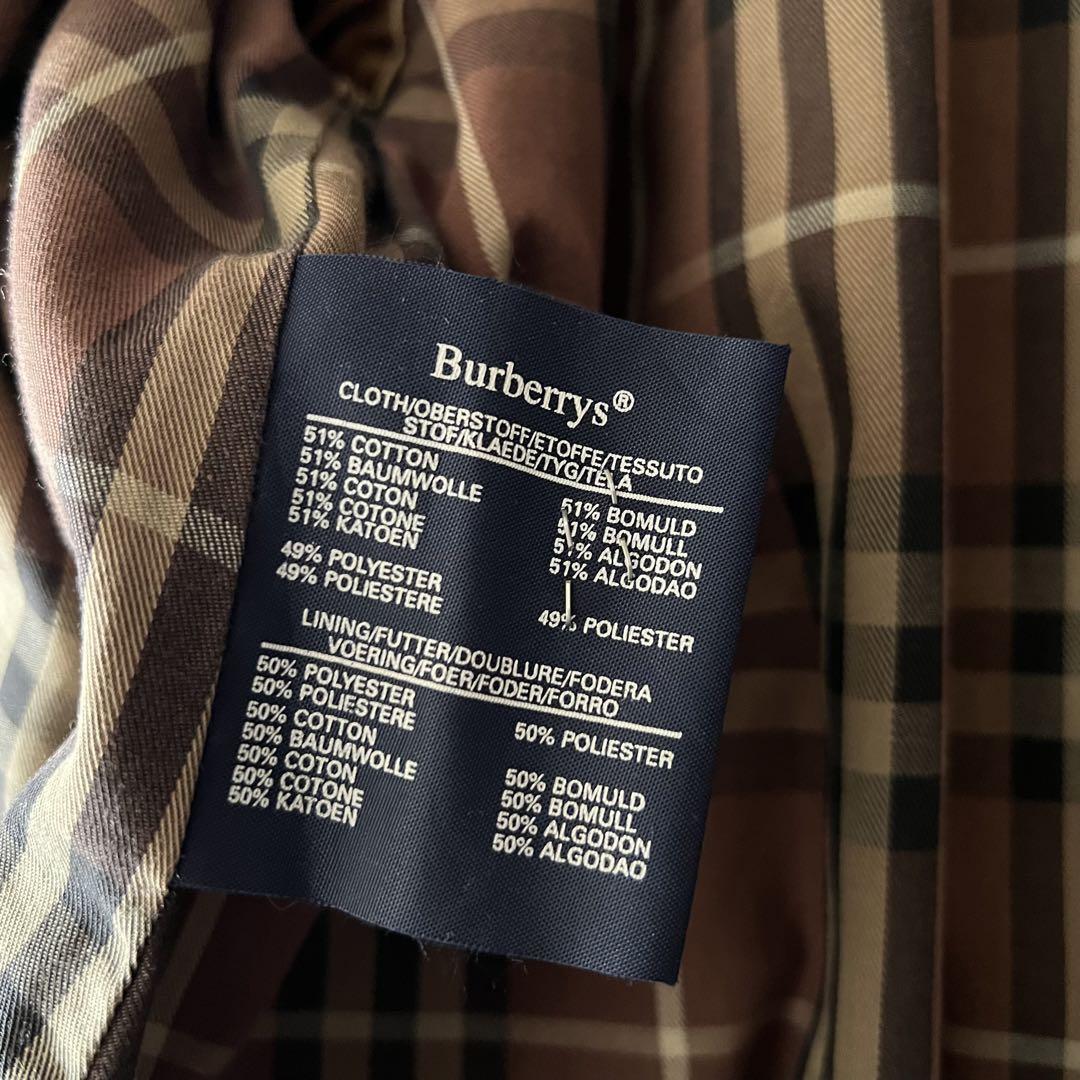 Burberrys®
CLOTH/OBERSTOFF/ETOFFE/TESSUTO
STOF/KLAEDE/TYG/TELA
51% COTTON
51% BAUMWOLLE
51% COTON
51% COTONE
51% KATOEN
51% BOMULD
51% BOMULL
51% ALGODON
51% ALGODAO
49% POLYESTER
49% POLIESTERE
49% POLIESTER
LINING/FUTTER/DOUBLURE/FODERA
VOERING/FOER/FODER/FORRO
50% POLYESTER
50% POLIESTERE
50% POLIESTER
50% COTTON
50% BAUMWOLLE
50% COTON
50% COTONE
50% KATOEN
50% BOMULD
50% BOMULL
50% ALGODON
50% ALGODAO